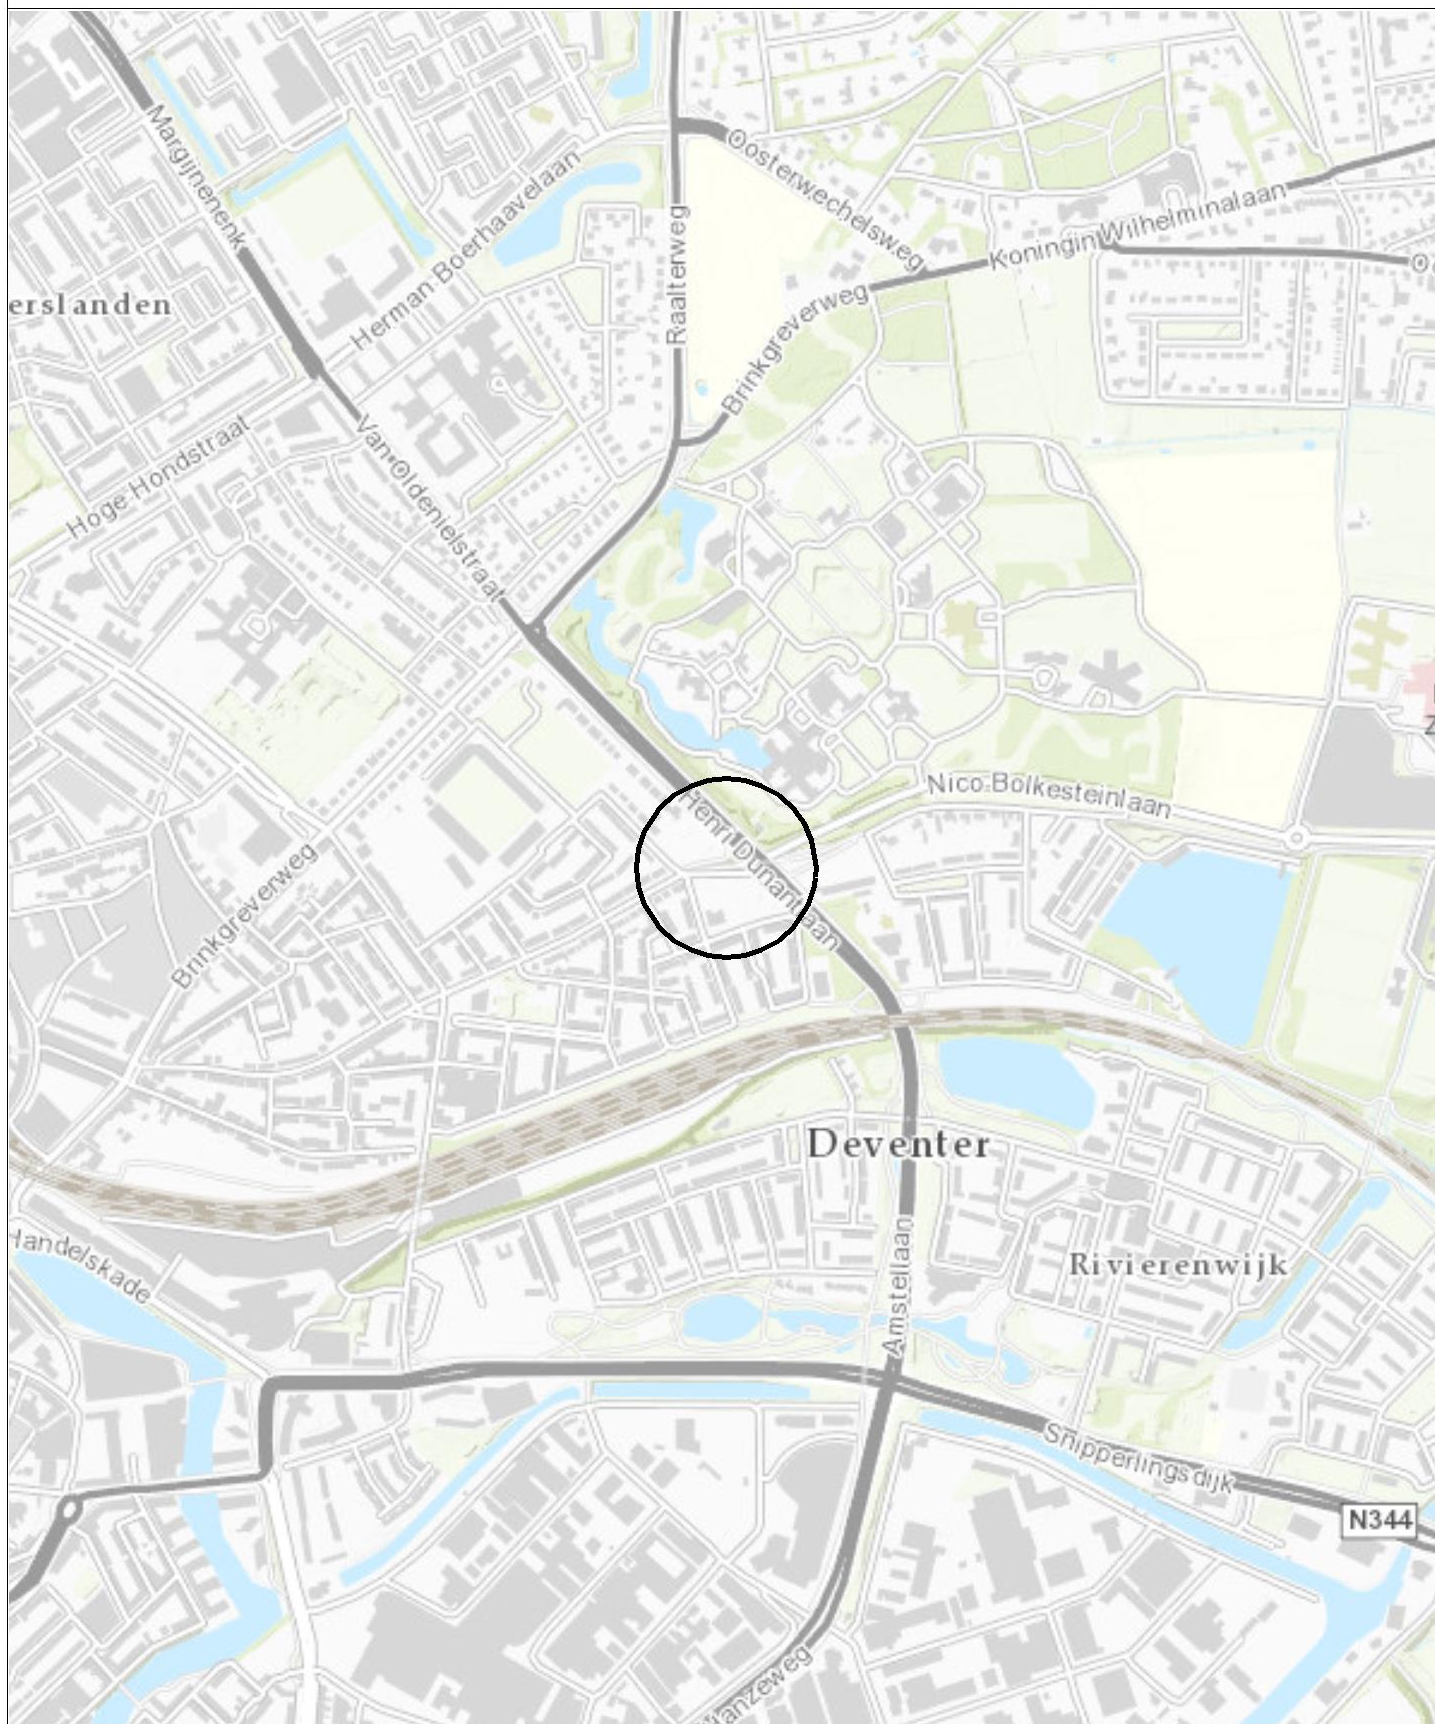 Margijnenenk
Oosterwechelsweg
Herman Boerhaavelaan
Raalterweg
Koningin Wilhelminalaan
erslanden
Brinkgreverweg
Hoge Hondstraat
Van Oldenielstraat
Nico Bolkesteinlaan
Henri Dunantlaan
Brinkgreverweg
Deventer
Handelskade
Amstellaan
Rivierenwijk
Snipperlingsdijk
N344